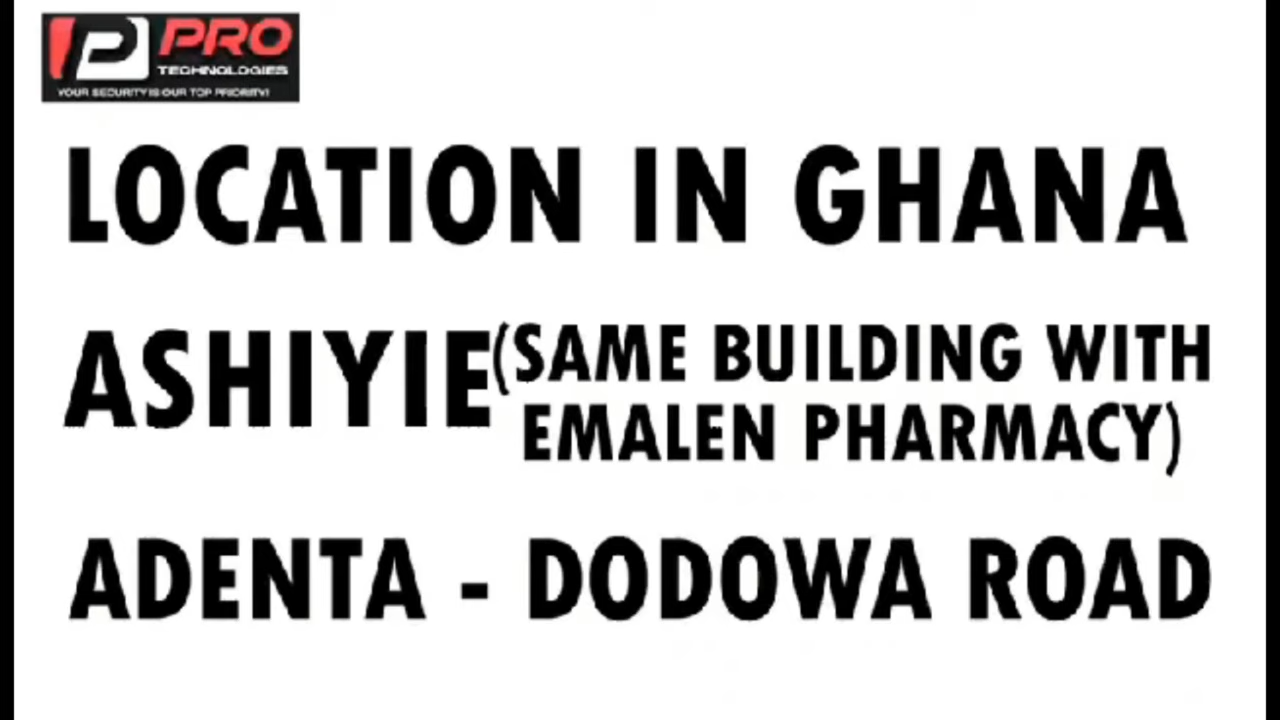 PRO
TECHNOLOGIES
YOUR SECURITY IS OUR TOP PRIORITY!
LOCATION IN GHANA
ASHIYIE (SAME BUILDING WITH
EMALEN PHARMACY)
ADENTA - DODOWA ROAD